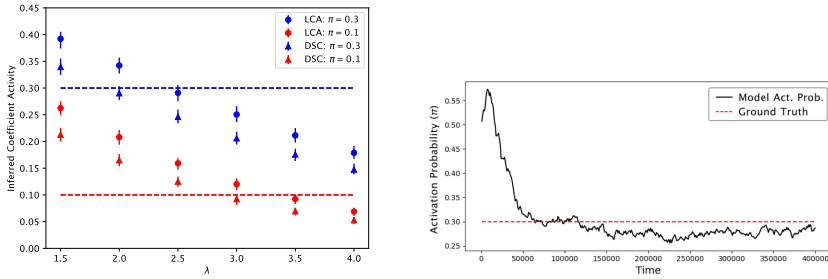 0.45
0.40
0.35
0.30
0.25
0.20
0.15
0.10
0.05
0.00
Inferred Coefficient Activity
LCA: π = 0.3
LCA: π = 0.1
DSC: π = 0.3
DSC: π = 0.1
1.5 2.0 2.5 3.0 3.5 4.0
λ
0.55
0.50
0.45
0.40
0.35
0.30
0.25
Activation Probability (π)
Model Act. Prob.
Ground Truth
0 50000 100000 150000 200000 250000 300000 350000 400000
Time